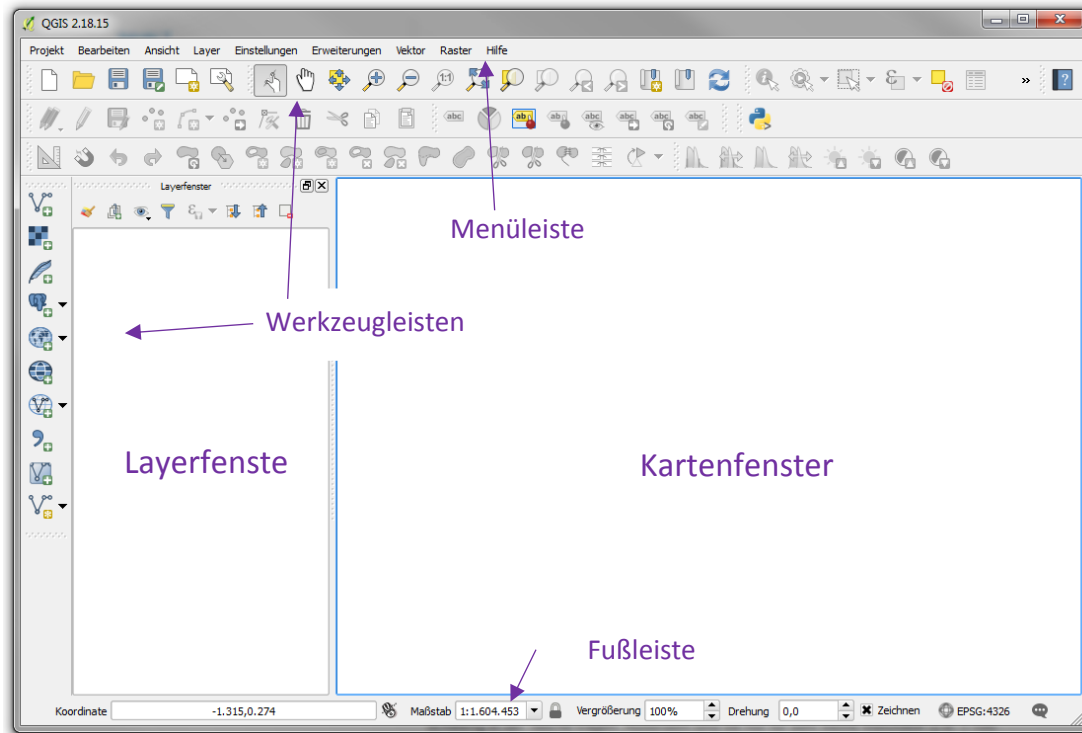 QGIS 2.18.15
Projekt Bearbeiten Ansicht Layer Einstellungen Erweiterungen Vektor Raster Hilfe
Layerfenster
Menüleiste
Werkzeugleisten
Layerfenste
Kartenfenster
Fußleiste
Koordinate -1.315,0.274 Maßstab 1:1.604.453 Vergrößerung 100% Drehung 0,0 Zeichnen EPSG:4326